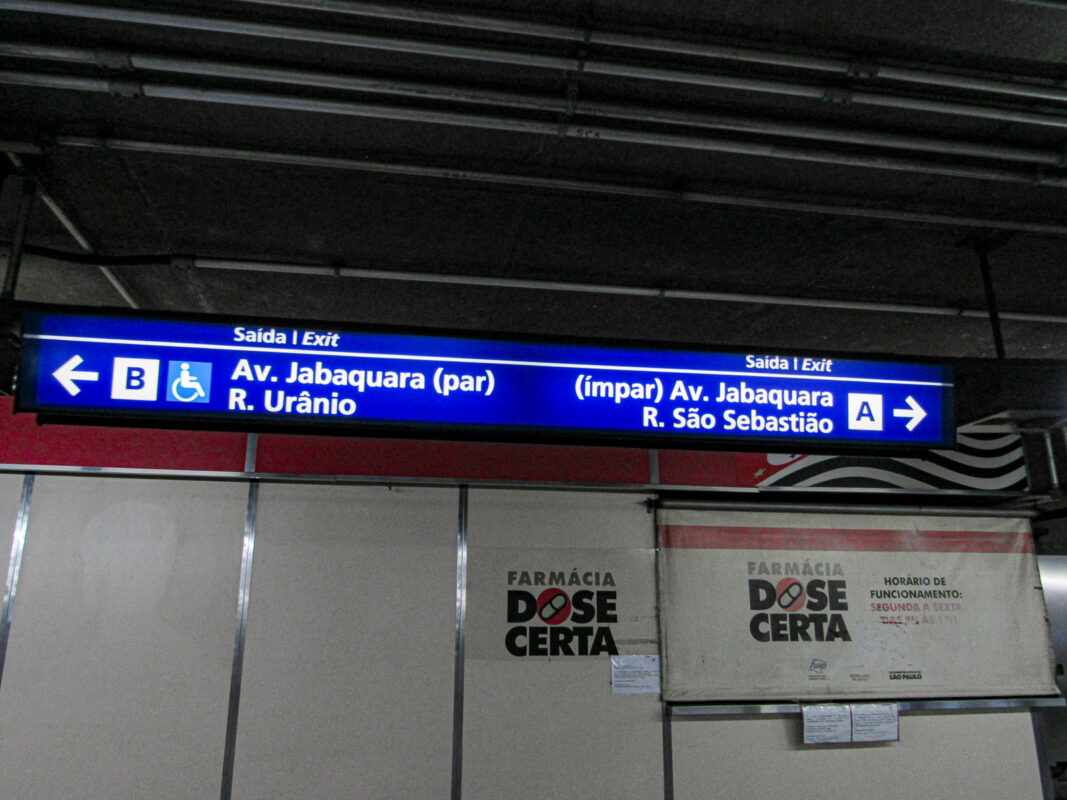 Saída | Exit
B
Av. Jabaquara (par)
R. Urânio
Saída | Exit
(ímpar) Av. Jabaquara
R. São Sebastião
A
FARMÁCIA
DOSE
CERTA
FARMÁCIA
DOSE
CERTA
HORÁRIO DE
FUNCIONAMENTO:
SEGUNDA A SEXTA
SÃO PAULO